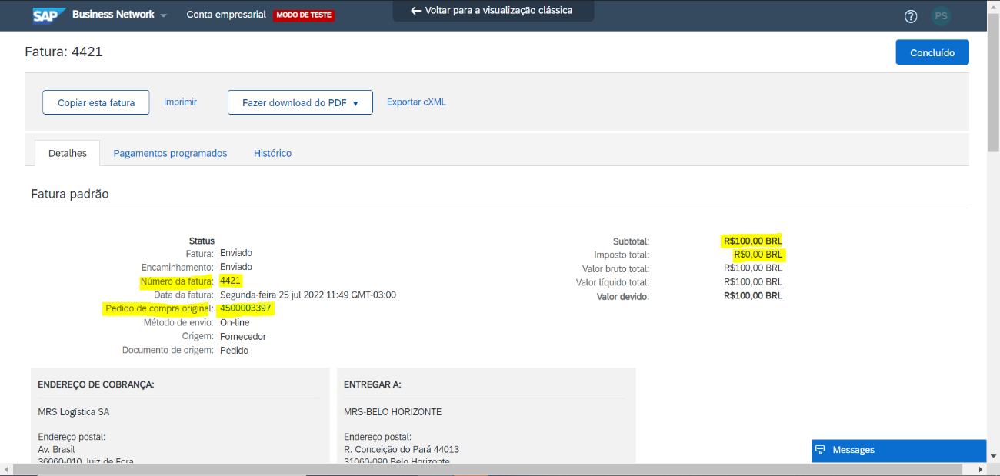 SAP Business Network Conta empresarial MODO DE TESTE ← Voltar para a visualização clássica ? PS
Fatura: 4421 Concluído
Copiar esta fatura Imprimir Fazer download do PDF ▼ Exportar cXML
Detalhes Pagamentos programados Histórico
Fatura padrão
Status
Fatura: Enviado
Encaminhamento: Enviado
Número da fatura: 4421
Data da fatura: Segunda-feira 25 jul 2022 11:49 GMT-03:00
Pedido de compra original: 4500003397
Método de envio: On-line
Origem: Fornecedor
Documento de origem: Pedido
Subtotal: R$100,00 BRL
Imposto total: R$0,00 BRL
Valor bruto total: R$100,00 BRL
Valor líquido total: R$100,00 BRL
Valor devido: R$100,00 BRL
ENDEREÇO DE COBRANÇA:
MRS Logística SA
Endereço postal:
Av. Brasil
36060-010 Juiz de Fora
ENTREGAR A:
MRS-BELO HORIZONTE
Endereço postal:
R. Conceição do Pará 44013
31060-090 Belo Horizonte
Messages